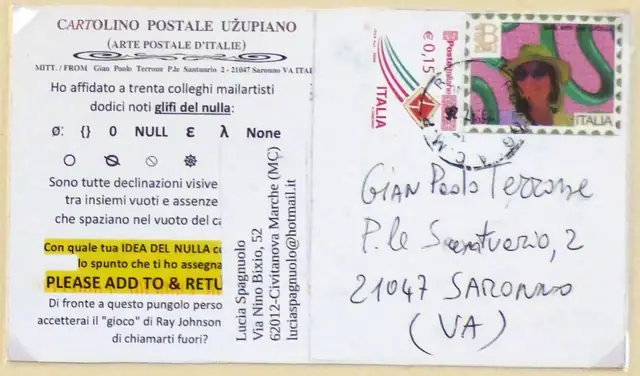 CARTOLINO POSTALE UŽUPIANO
(ARTE POSTALE D'ITALIE)
MITT. / FROM Gian Paolo Terrone P.le Santuario 2 - 21047 Saronno VA ITAI
Ho affidato a trenta colleghi mailartisti
dodici noti glifi del nulla:
Ø: {} 0 NULL ε λ None
Sono tutte declinazioni visive
tra insiemi vuoti e assenze
che spaziano nel vuoto del ca
Con quale tua IDEA DEL NULLA co
lo spunto che ti ho assegna
PLEASE ADD TO & RETU
Di fronte a questo pungolo perso
accetterai il "gioco" di Ray Johnson
di chiamarti fuori?
Lucia Spagnuolo
Via Nino Bixio, 52
62012-Civitanova Marche (MC)
luciaspagnuolo@hotmail.it
€ 0,15
Posteitaliane
ITALIA
B
ITALIA
Gian Paolo Terrone
P.le Santuario, 2
21047 SARONNO
(VA)